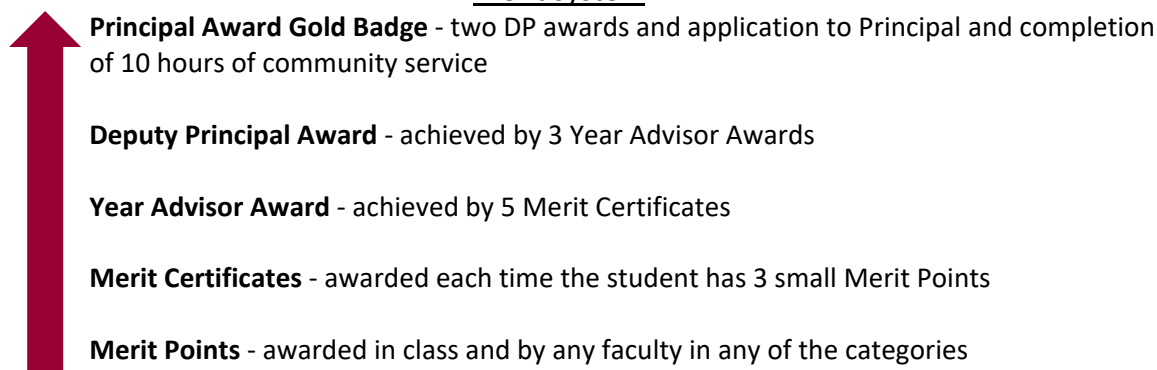 Principal Award Gold Badge - two DP awards and application to Principal and completion
of 10 hours of community service
Deputy Principal Award - achieved by 3 Year Advisor Awards
Year Advisor Award - achieved by 5 Merit Certificates
Merit Certificates - awarded each time the student has 3 small Merit Points
Merit Points - awarded in class and by any faculty in any of the categories